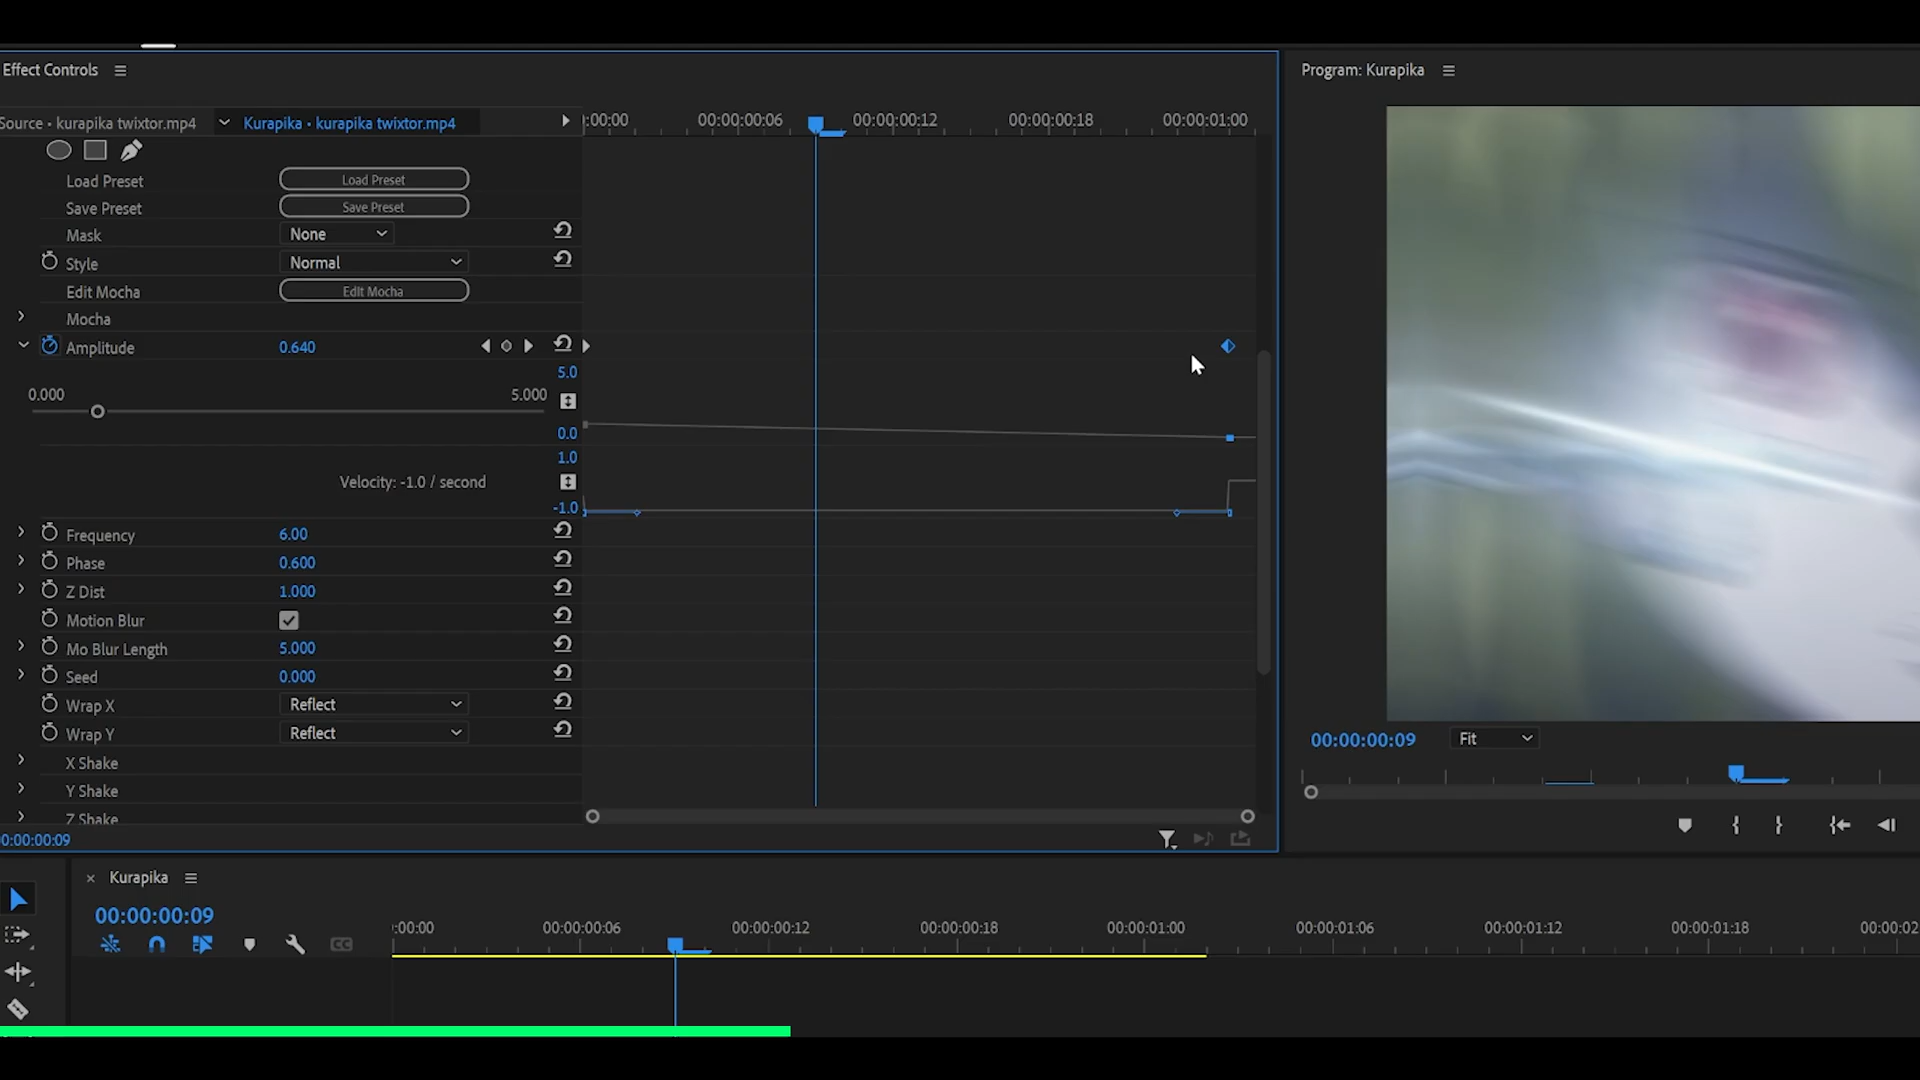 Effect Controls
Program: Kurapika
Source · kurapika twixtor.mp4
Kurapika · kurapika twixtor.mp4
:00:00
00:00:00:06
00:00:00:12
00:00:00:18
00:00:01:00
Load Preset
Load Preset
Save Preset
Save Preset
Mask
None
Style
Normal
Edit Mocha
Edit Mocha
Mocha
Amplitude
0.640
5.0
0.000
5.000
0.0
1.0
Velocity: -1.0 / second
-1.0
Frequency
6.00
Phase
0.600
Z Dist
1.000
Motion Blur
Mo Blur Length
5.000
Seed
0.000
Wrap X
Reflect
Wrap Y
Reflect
X Shake
Y Shake
Z Shake
0:00:00:09
00:00:00:09
Fit
Kurapika
00:00:00:09
:00:00
00:00:00:06
00:00:00:12
00:00:00:18
00:00:01:00
00:00:01:06
00:00:01:12
00:00:01:18
00:00:02
CC